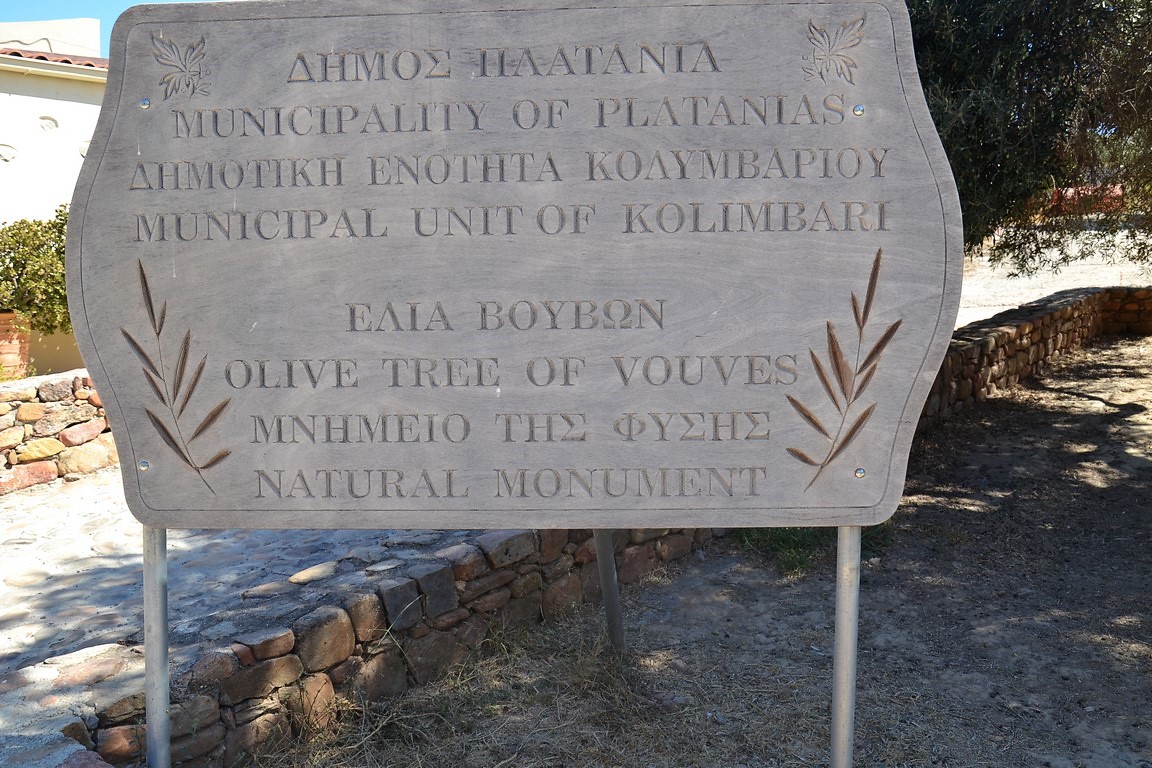 ΔΗΜΟΣ ΠΛΑΤΑΝΙΑ
MUNICIPALITY OF PLATANIAS
ΔΗΜΟΤΙΚΗ ΕΝΟΤΗΤΑ ΚΟΛΥΜΒΑΡΙΟΥ
MUNICIPAL UNIT OF KOLIMBARI
ΕΛΙΑ ΒΟΥΒΩΝ
OLIVE TREE OF VOUVES
ΜΝΗΜΕΙΟ ΤΗΣ ΦΥΣΗΣ
NATURAL MONUMENT